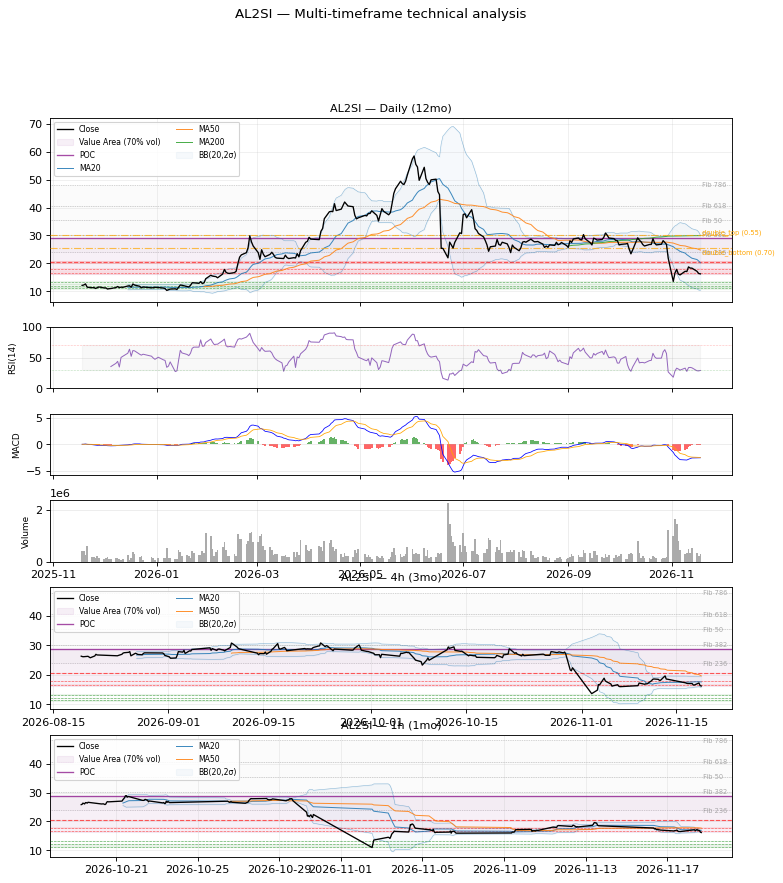 AL2SI — Multi-timeframe technical analysis
AL2SI — Daily (12mo)
Close
Value Area (70% vol)
POC
MA20
MA50
MA200
BB(20,2σ)
70
60
50
40
30
20
10
Fib 786
Fib 618
Fib 50
double_top (0.55)
double_bottom (0.70)
100
50
0
RSI(14)
5
0
−5
MACD
1e6
2
0
Volume
2025-11
2026-01
2026-03
2026-05
2026-07
2026-09
2026-11
AL2SI — 4h (3mo)
Close
Value Area (70% vol)
POC
MA20
MA50
BB(20,2σ)
40
30
20
10
Fib 786
Fib 618
Fib 50
Fib 382
Fib 236
2026-08-15
2026-09-01
2026-09-15
2026-10-01
2026-10-15
2026-11-01
2026-11-15
AL2SI — 1h (1mo)
Close
Value Area (70% vol)
POC
MA20
MA50
BB(20,2σ)
40
30
20
10
Fib 786
Fib 618
Fib 50
Fib 382
Fib 236
2026-10-21
2026-10-25
2026-10-29
2026-11-01
2026-11-05
2026-11-09
2026-11-13
2026-11-17